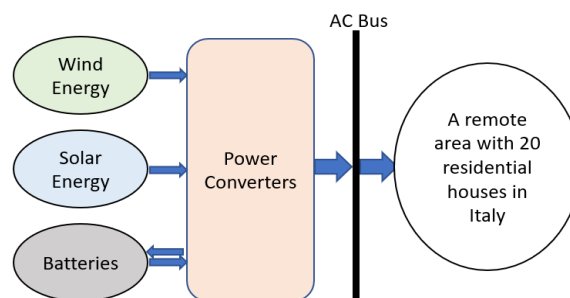 AC Bus
Wind
Energy
Solar
Energy
Batteries
Power
Converters
A remote
area with 20
residential
houses in
Italy